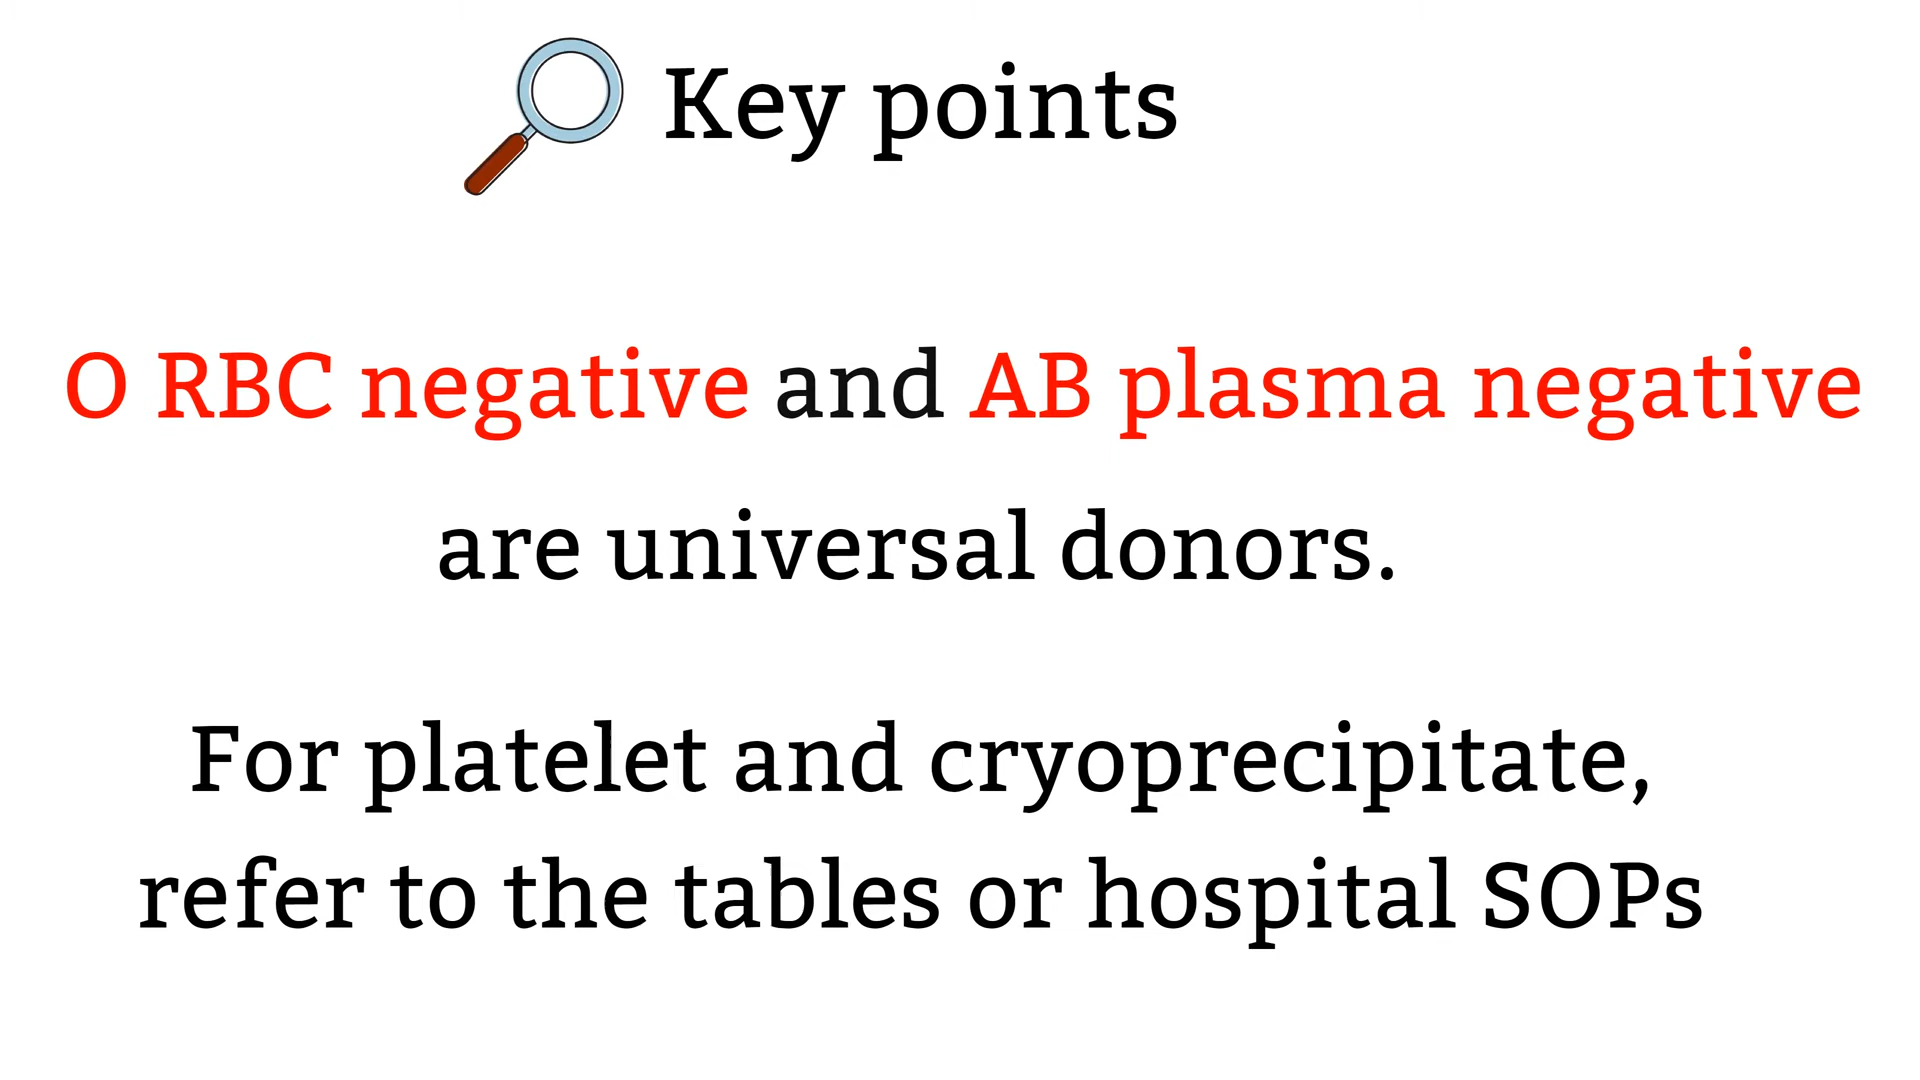 Key points
O RBC negative and AB plasma negative
are universal donors.
For platelet and cryoprecipitate,
refer to the tables or hospital SOPs